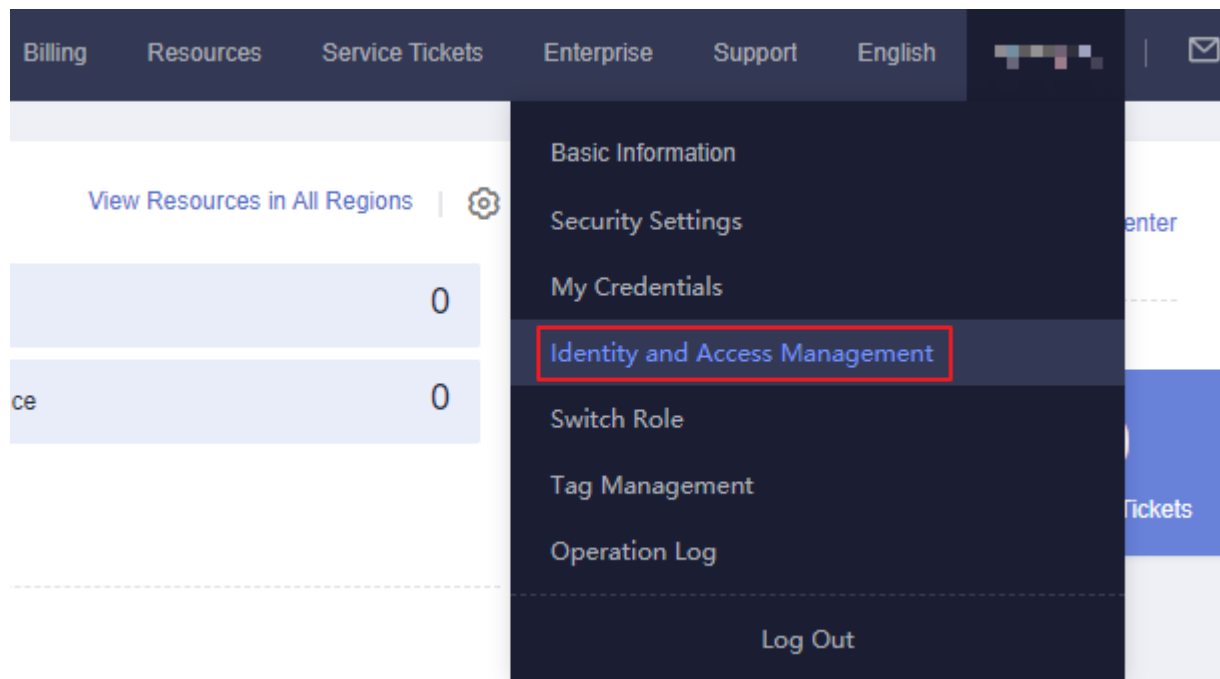 Billing Resources Service Tickets Enterprise Support English
Basic Information
View Resources in All Regions
Security Settings
enter
My Credentials
0
Identity and Access Management
ce
0
Switch Role
Tag Management
Tickets
Operation Log
Log Out